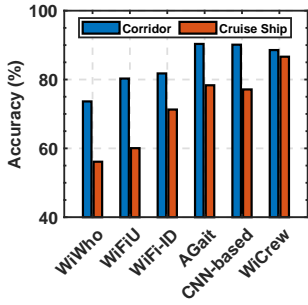 100
80
60
40
Accuracy (%)
Corridor
Cruise Ship
WiWho
WiFiU
WiFi-ID
AGait
CNN-based
WiCrew